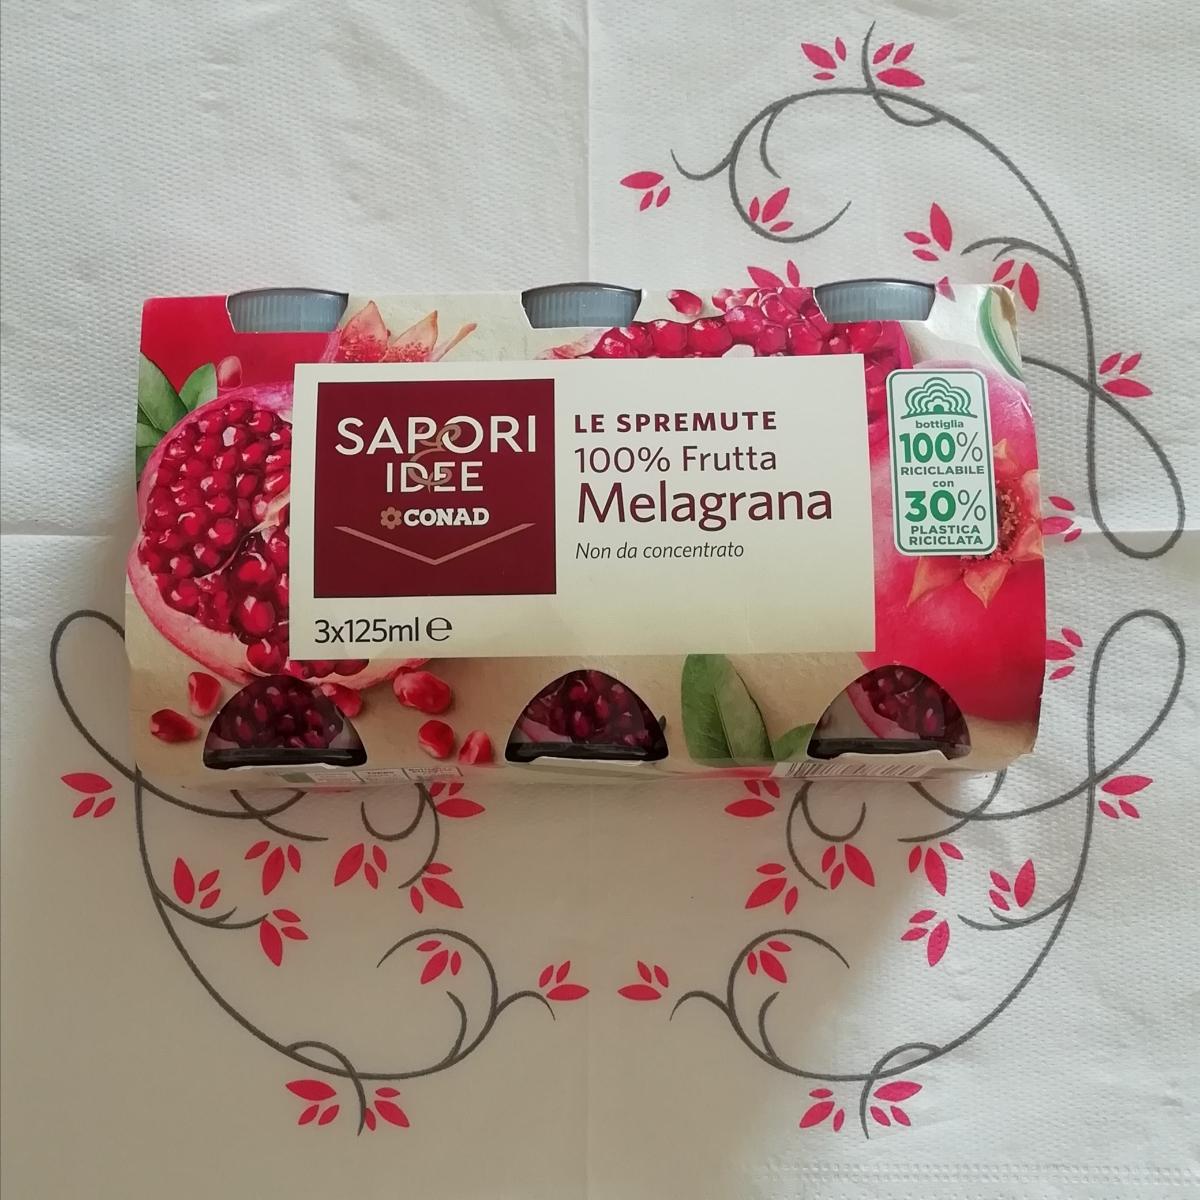 SAPORI
&
IDEE
CONAD
3x125ml ℮
LE SPREMUTE
100% Frutta
Melagrana
Non da concentrato
bottiglia
100%
RICICLABILE
con
30%
PLASTICA
RICICLATA